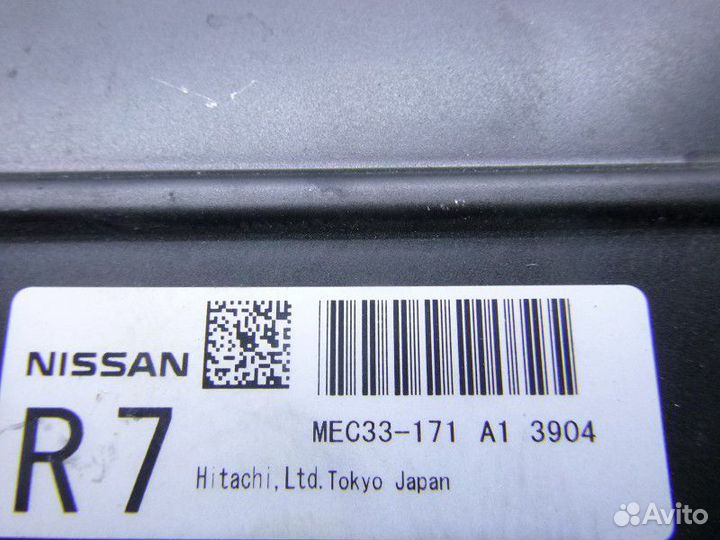 NISSAN
R7
MEC33-171 A1 3904
Hitachi,Ltd.Tokyo Japan
Avito